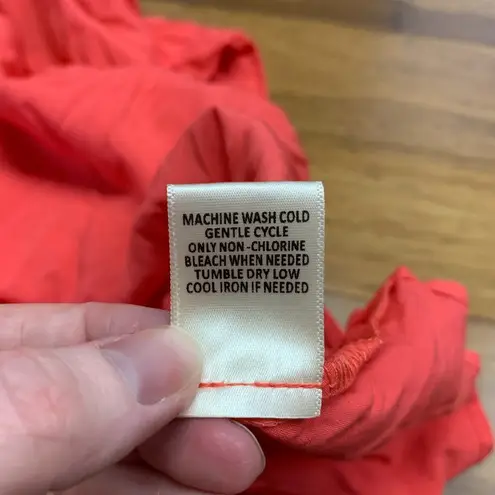 MACHINE WASH COLD
GENTLE CYCLE
ONLY NON-CHLORINE
BLEACH WHEN NEEDED
TUMBLE DRY LOW
COOL IRON IF NEEDED